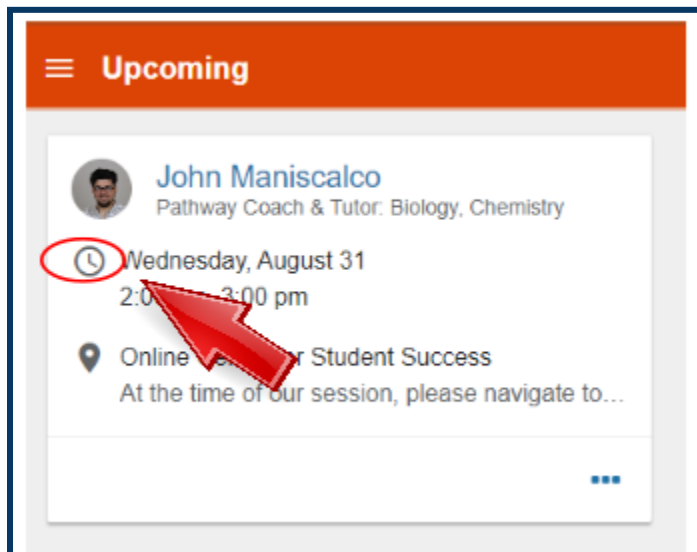 Upcoming
John Maniscalco
Pathway Coach & Tutor: Biology, Chemistry
Wednesday, August 31
3:00 pm
Online Student Success
At the time of our session, please navigate to...